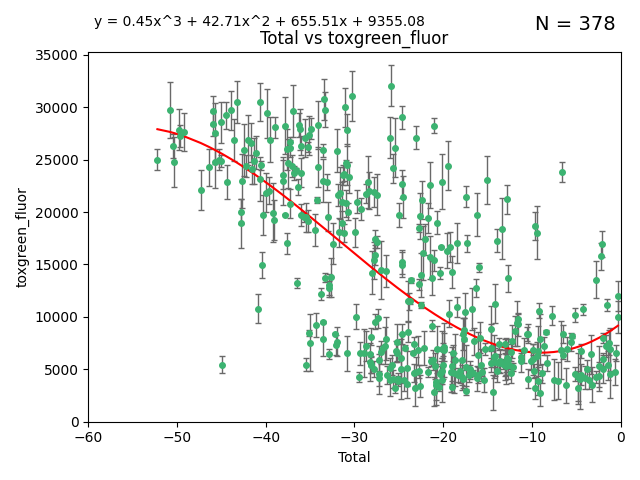 y = 0.45x^3 + 42.71x^2 + 655.51x + 9355.08
N = 378
Total vs toxgreen_fluor
35000
30000
25000
20000
15000
10000
5000
0
toxgreen_fluor
−60 −50 −40 −30 −20 −10 0
Total